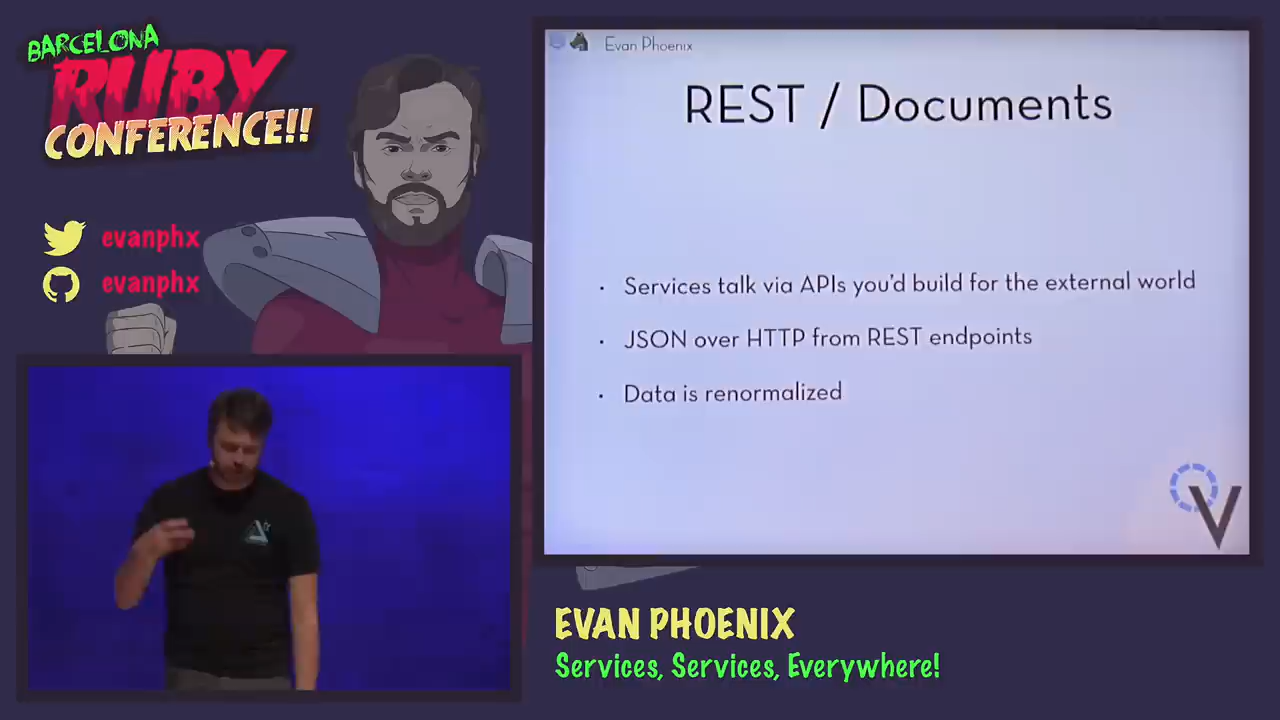 BARCELONA
RUBY
CONFERENCE!!
evanphx
evanphx
Evan Phoenix
REST / Documents
• Services talk via APIs you'd build for the external world
• JSON over HTTP from REST endpoints
• Data is renormalized
V
EVAN PHOENIX
Services, Services, Everywhere!